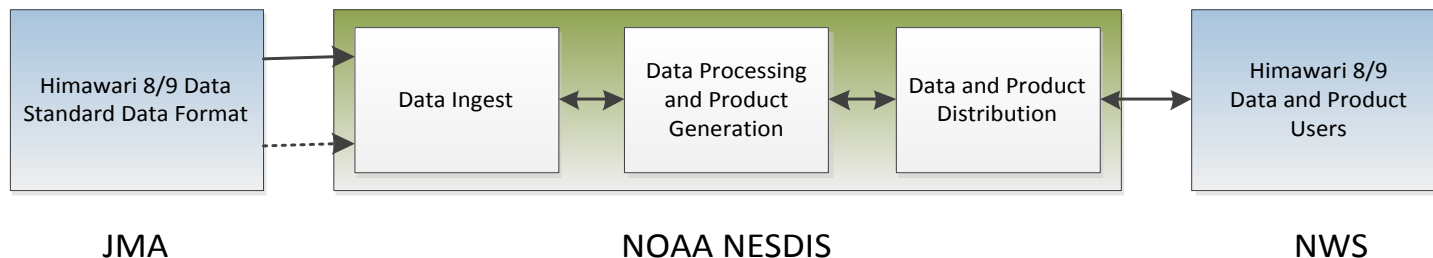 Himawari 8/9 Data
Standard Data Format
Data Ingest
Data Processing
and Product
Generation
Data and Product
Distribution
Himawari 8/9
Data and Product
Users
JMA
NOAA NESDIS
NWS